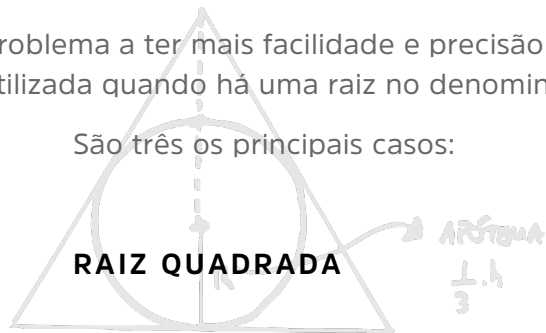 roblema a ter mais facilidade e precisão
tilizada quando há uma raiz no denomin
São três os principais casos:
RAIZ QUADRADA
R
APÓTEMA
1/3 . h